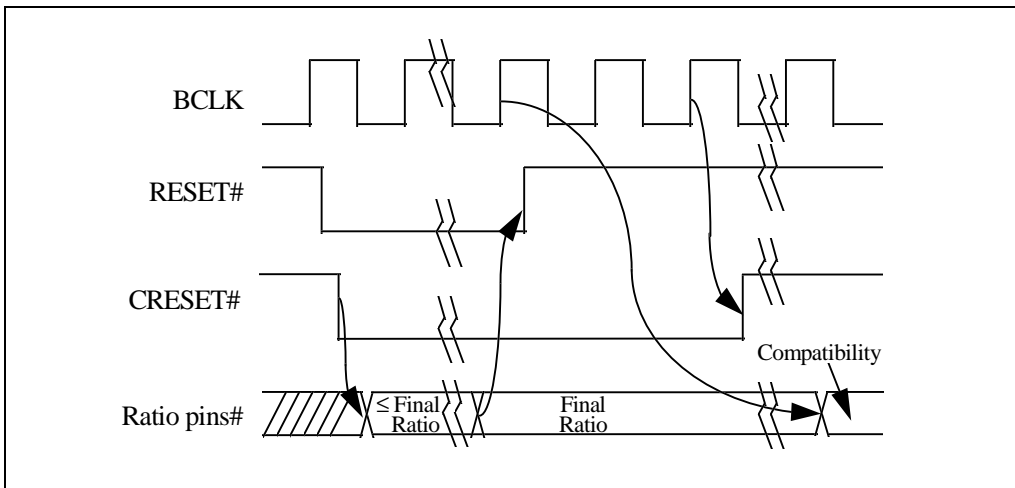 BCLK
RESET#
CRESET#
Compatibility
Ratio pins#
≤ Final
Ratio
Final
Ratio